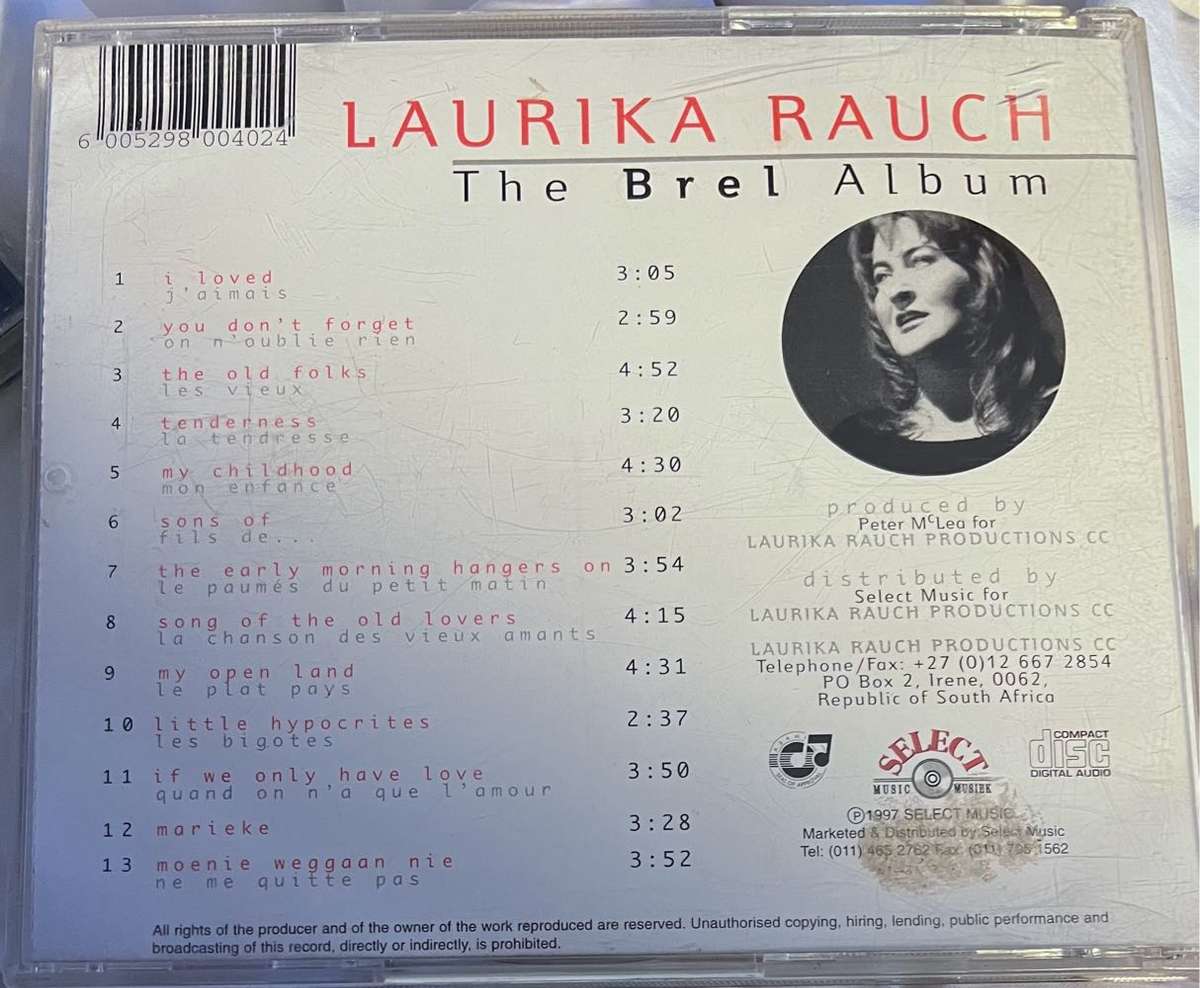 6 005298 004024
LAURIKA RAUCH
The Brel Album
1 i loved 3:05
j'aimais
2 you don't forget 2:59
on n'oublie rien
3 the old folks 4:52
les vieux
4 tenderness 3:20
la tendresse
5 my childhood 4:30
mon enfance
6 sons of 3:02
fils de...
7 the early morning hangers on 3:54
le paumés du petit matin
8 song of the old lovers 4:15
la chanson des vieux amants
9 my open land 4:31
le plat pays
10 little hypocrites 2:37
les bigotes
11 if we only have love 3:50
quand on n'a que l'amour
12 marieke 3:28
13 moenie weggaan nie 3:52
ne me quitte pas
produced by
Peter McLea for
LAURIKA RAUCH PRODUCTIONS CC
distributed by
Select Music for
LAURIKA RAUCH PRODUCTIONS CC
LAURIKA RAUCH PRODUCTIONS CC
Telephone/Fax: +27 (0)12 667 2854
PO Box 2, Irene, 0062,
Republic of South Africa
SELECT
MUSIC MUSIEK
COMPACT
disc
DIGITAL AUDIO
℗1997 SELECT MUSIC
Marketed & Distributed by Select Music
Tel: (011) 465 2762 Fax: (011) 705 1562
All rights of the producer and of the owner of the work reproduced are reserved. Unauthorised copying, hiring, lending, public performance and
broadcasting of this record, directly or indirectly, is prohibited.